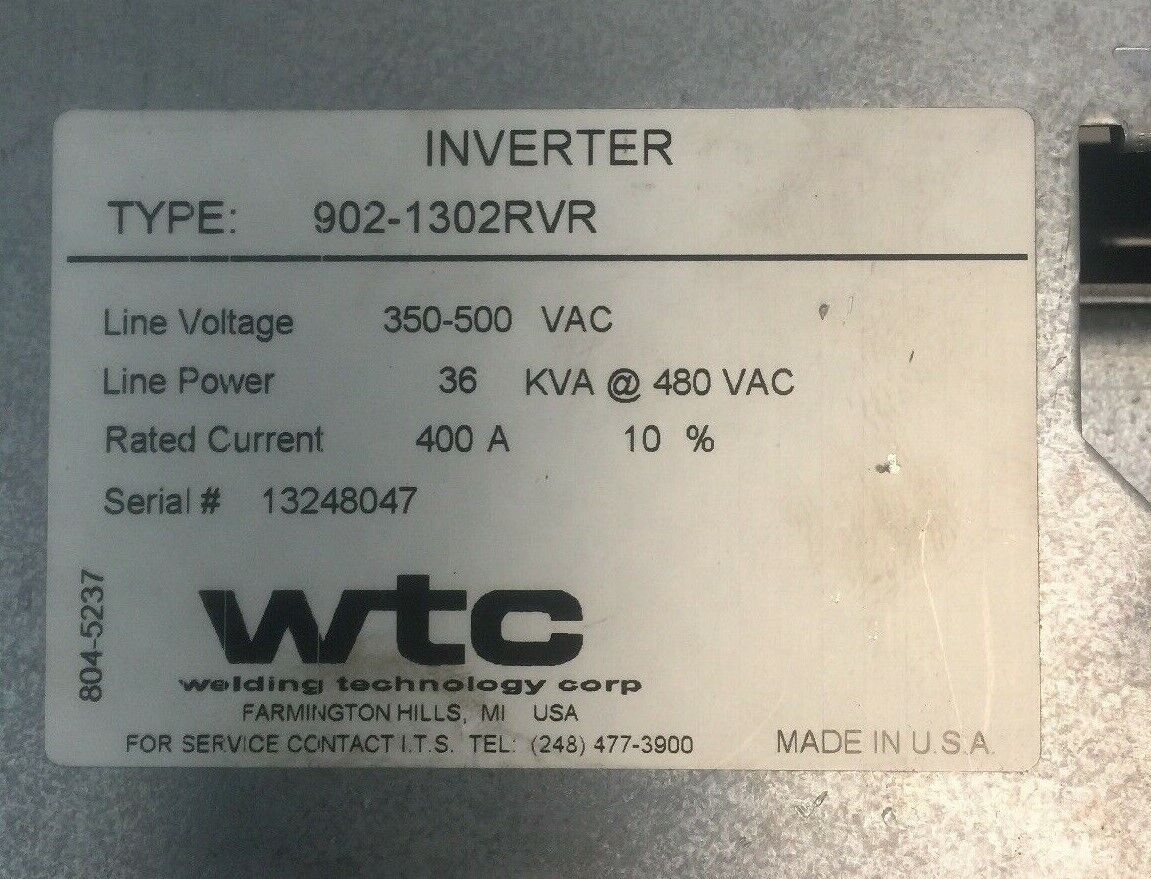 INVERTER
TYPE: 902-1302RVR
Line Voltage 350-500 VAC
Line Power 36 KVA @ 480 VAC
Rated Current 400 A 10 %
Serial # 13248047
804-5237
wtc
welding technology corp
FARMINGTON HILLS, MI USA
FOR SERVICE CONTACT I.T.S. TEL: (248) 477-3900
MADE IN U.S.A.